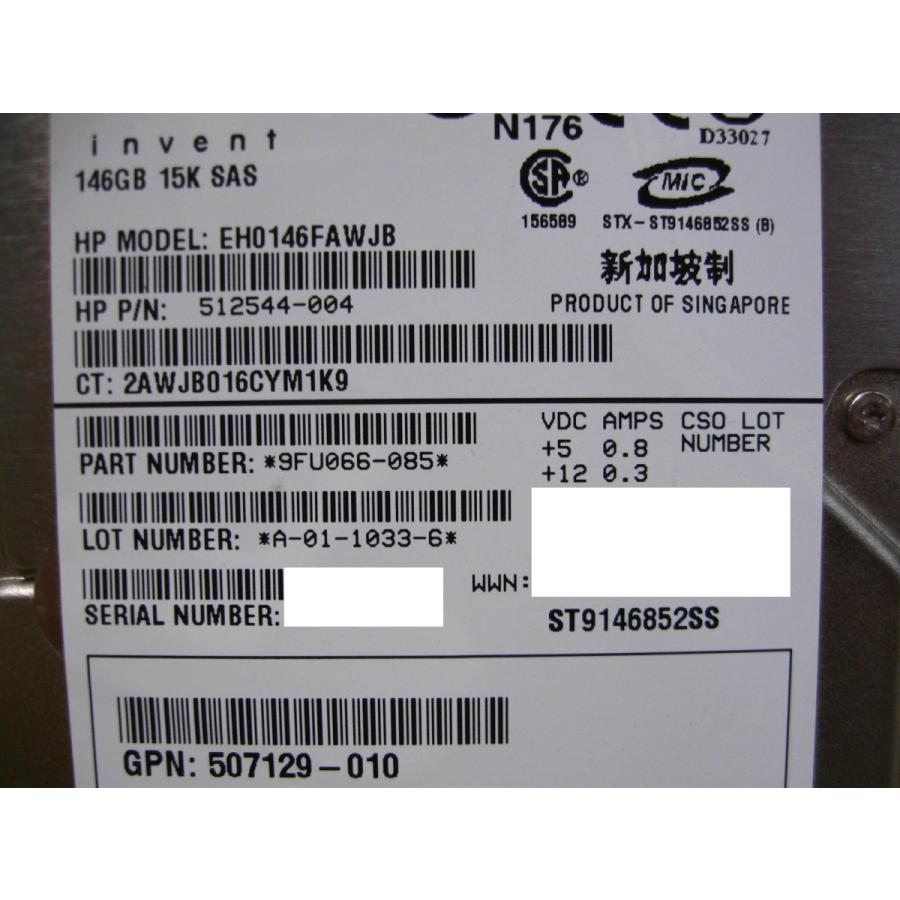 invent
146GB 15K SAS
N176
D33027
SA®
156589
MIC
STX-ST9146852SS (B)
HP MODEL: EH0146FAWJB
新加坡制
PRODUCT OF SINGAPORE
HP P/N: 512544-004
CT: 2AWJB016CYM1K9
VDC AMPS CSO LOT
+5 0.8 NUMBER
+12 0.3
PART NUMBER: *9FU066-085*
LOT NUMBER: *A-01-1033-6*
WWN:
SERIAL NUMBER:
ST9146852SS
GPN: 507129-010